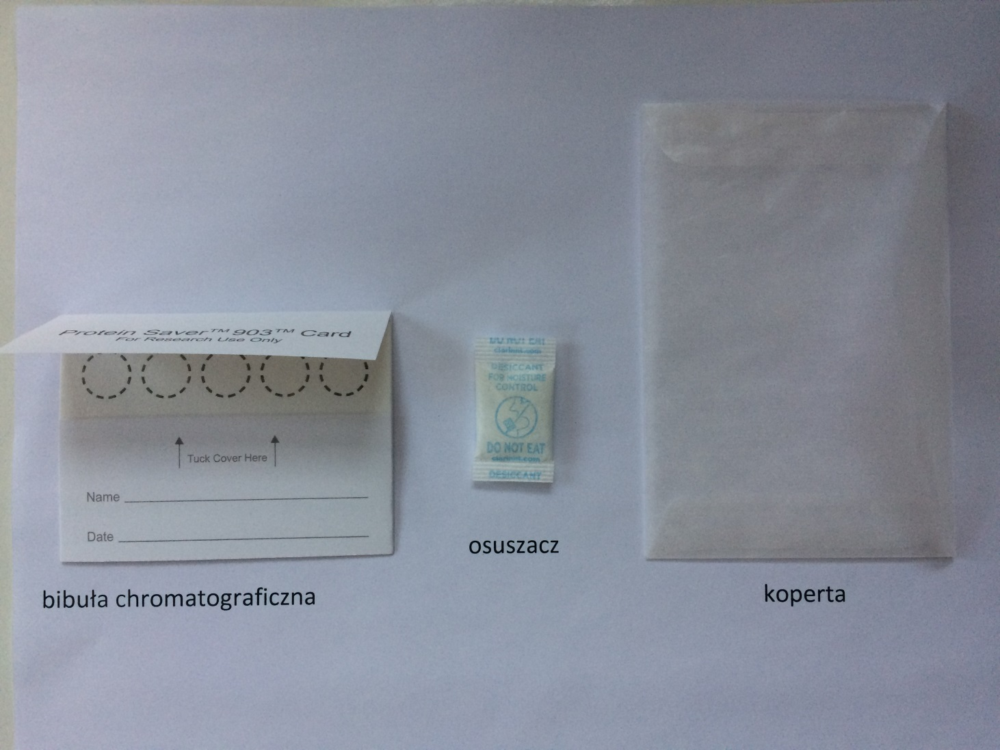 Protein Saver™ 903™ Card
For Research Use Only
Tuck Cover Here
Name
Date
bibuła chromatograficzna
DO NOT EAT
clariant.com
DESICCANT
FOR MOISTURE
CONTROL
DO NOT EAT
clariant.com
DESICCANT
osuszacz
koperta